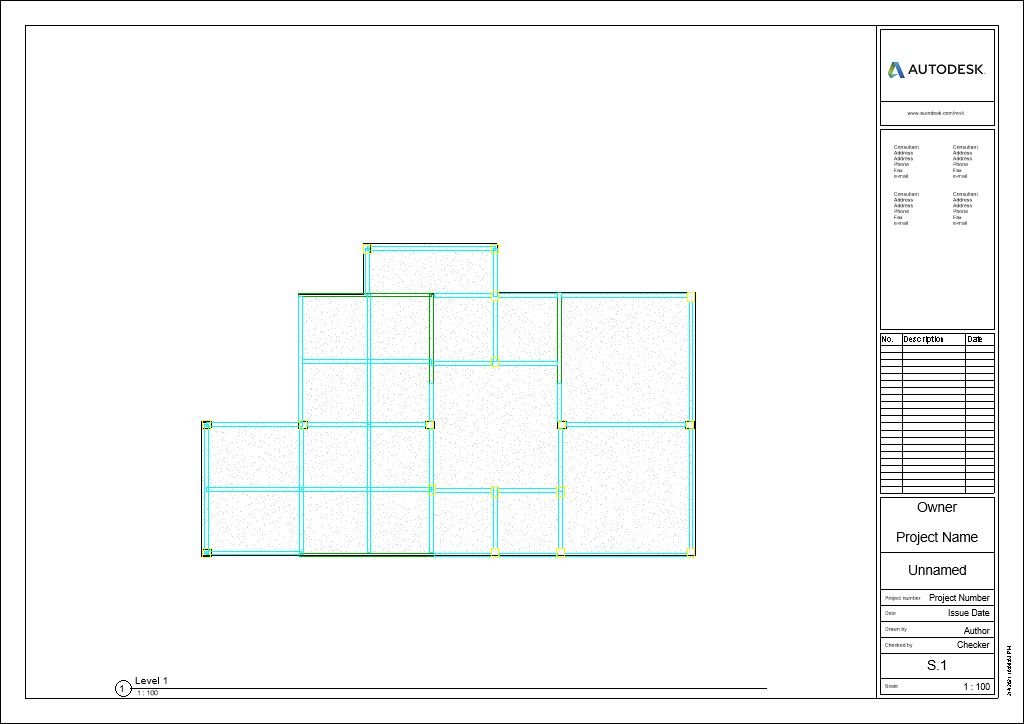 AUTODESK
www.autodesk.com/revit
Consultant
Address
Address
Phone
Fax
e-mail
Consultant
Address
Address
Phone
Fax
e-mail
Consultant
Address
Address
Phone
Fax
e-mail
Consultant
Address
Address
Phone
Fax
e-mail
No. Description Date
Owner
Project Name
Unnamed
Project number Project Number
Date Issue Date
Drawn by Author
Checked by Checker
S.1
Scale 1 : 100
1 Level 1
1 : 100